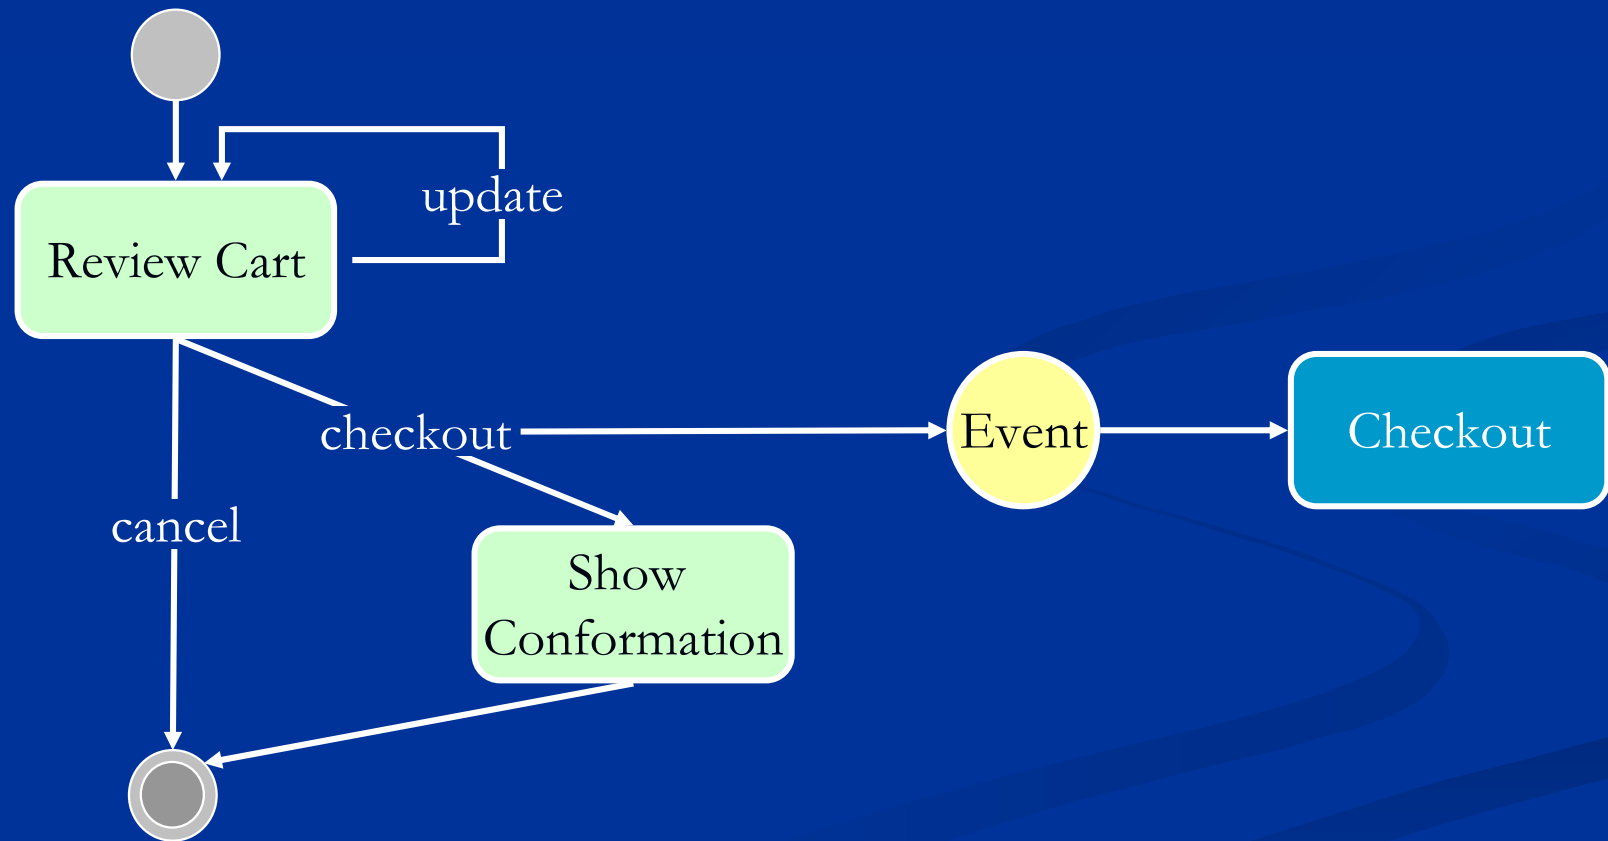 update
Review Cart
checkout
Event
Checkout
cancel
Show
Conformation